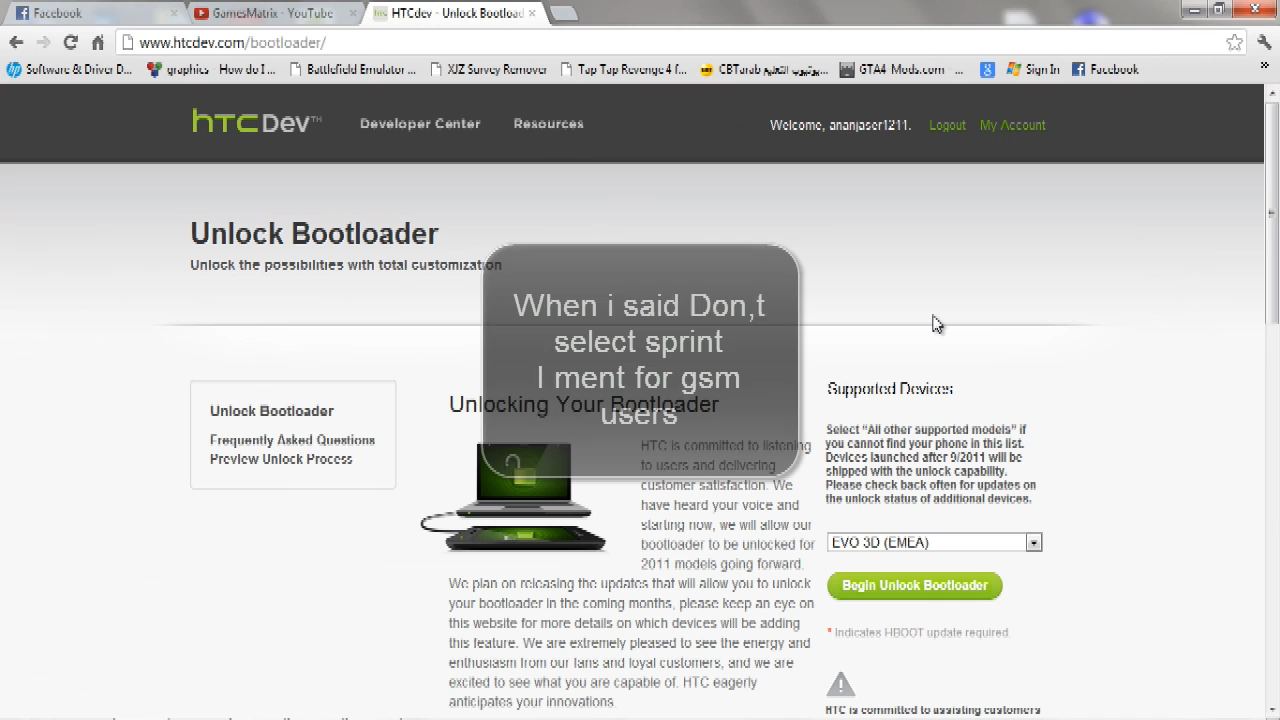 Facebook
GamesMatrix - YouTube
HTCdev - Unlock Bootload
www.htcdev.com/bootloader/
Software & Driver D...
graphics - How do I ...
Battlefield Emulator ...
XJZ Survey Remover
Tap Tap Revenge 4 f...
GTA4-Mods.com ...
Sign In
Facebook
htc Dev TM
Developer Center
Resources
Welcome, ananjaser1211.
Logout
My Account
Unlock Bootloader
Unlock the possibilities with total customization
When i said Don,t
select sprint
I ment for gsm
users
Unlock Bootloader
Frequently Asked Questions
Preview Unlock Process
Unlocking Your Bootloader
HTC is committed to listening
to users and delivering
customer satisfaction. We
have heard your voice and
starting now, we will allow our
bootloader to be unlocked for
2011 models going forward.
We plan on releasing the updates that will allow you to unlock
your bootloader in the coming months, please keep an eye on
this website for more details on which devices will be adding
this feature. We are extremely pleased to see the energy and
enthusiasm from our fans and loyal customers, and we are
excited to see what you are capable of. HTC eagerly
anticipates your innovations.
Supported Devices
Select “All other supported models” if
you cannot find your phone in this list.
Devices launched after 9/2011 will be
shipped with the unlock capability.
Please check back often for updates on
the unlock status of additional devices.
EVO 3D (EMEA)
Begin Unlock Bootloader
* Indicates HBOOT update required.
HTC is committed to assisting customers